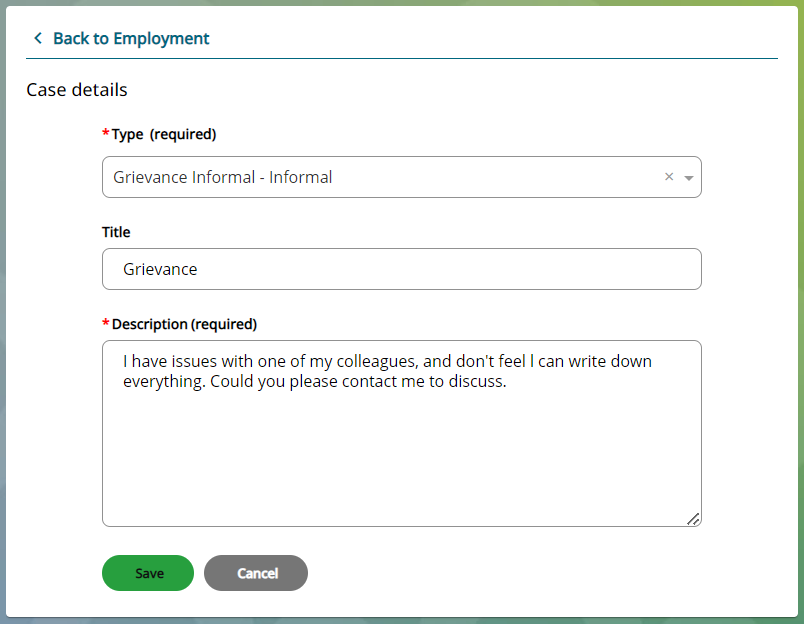 Back to Employment
Case details
*Type (required)
Grievance Informal - Informal
Title
Grievance
*Description (required)
I have issues with one of my colleagues, and don't feel I can write down
everything. Could you please contact me to discuss.
Save Cancel